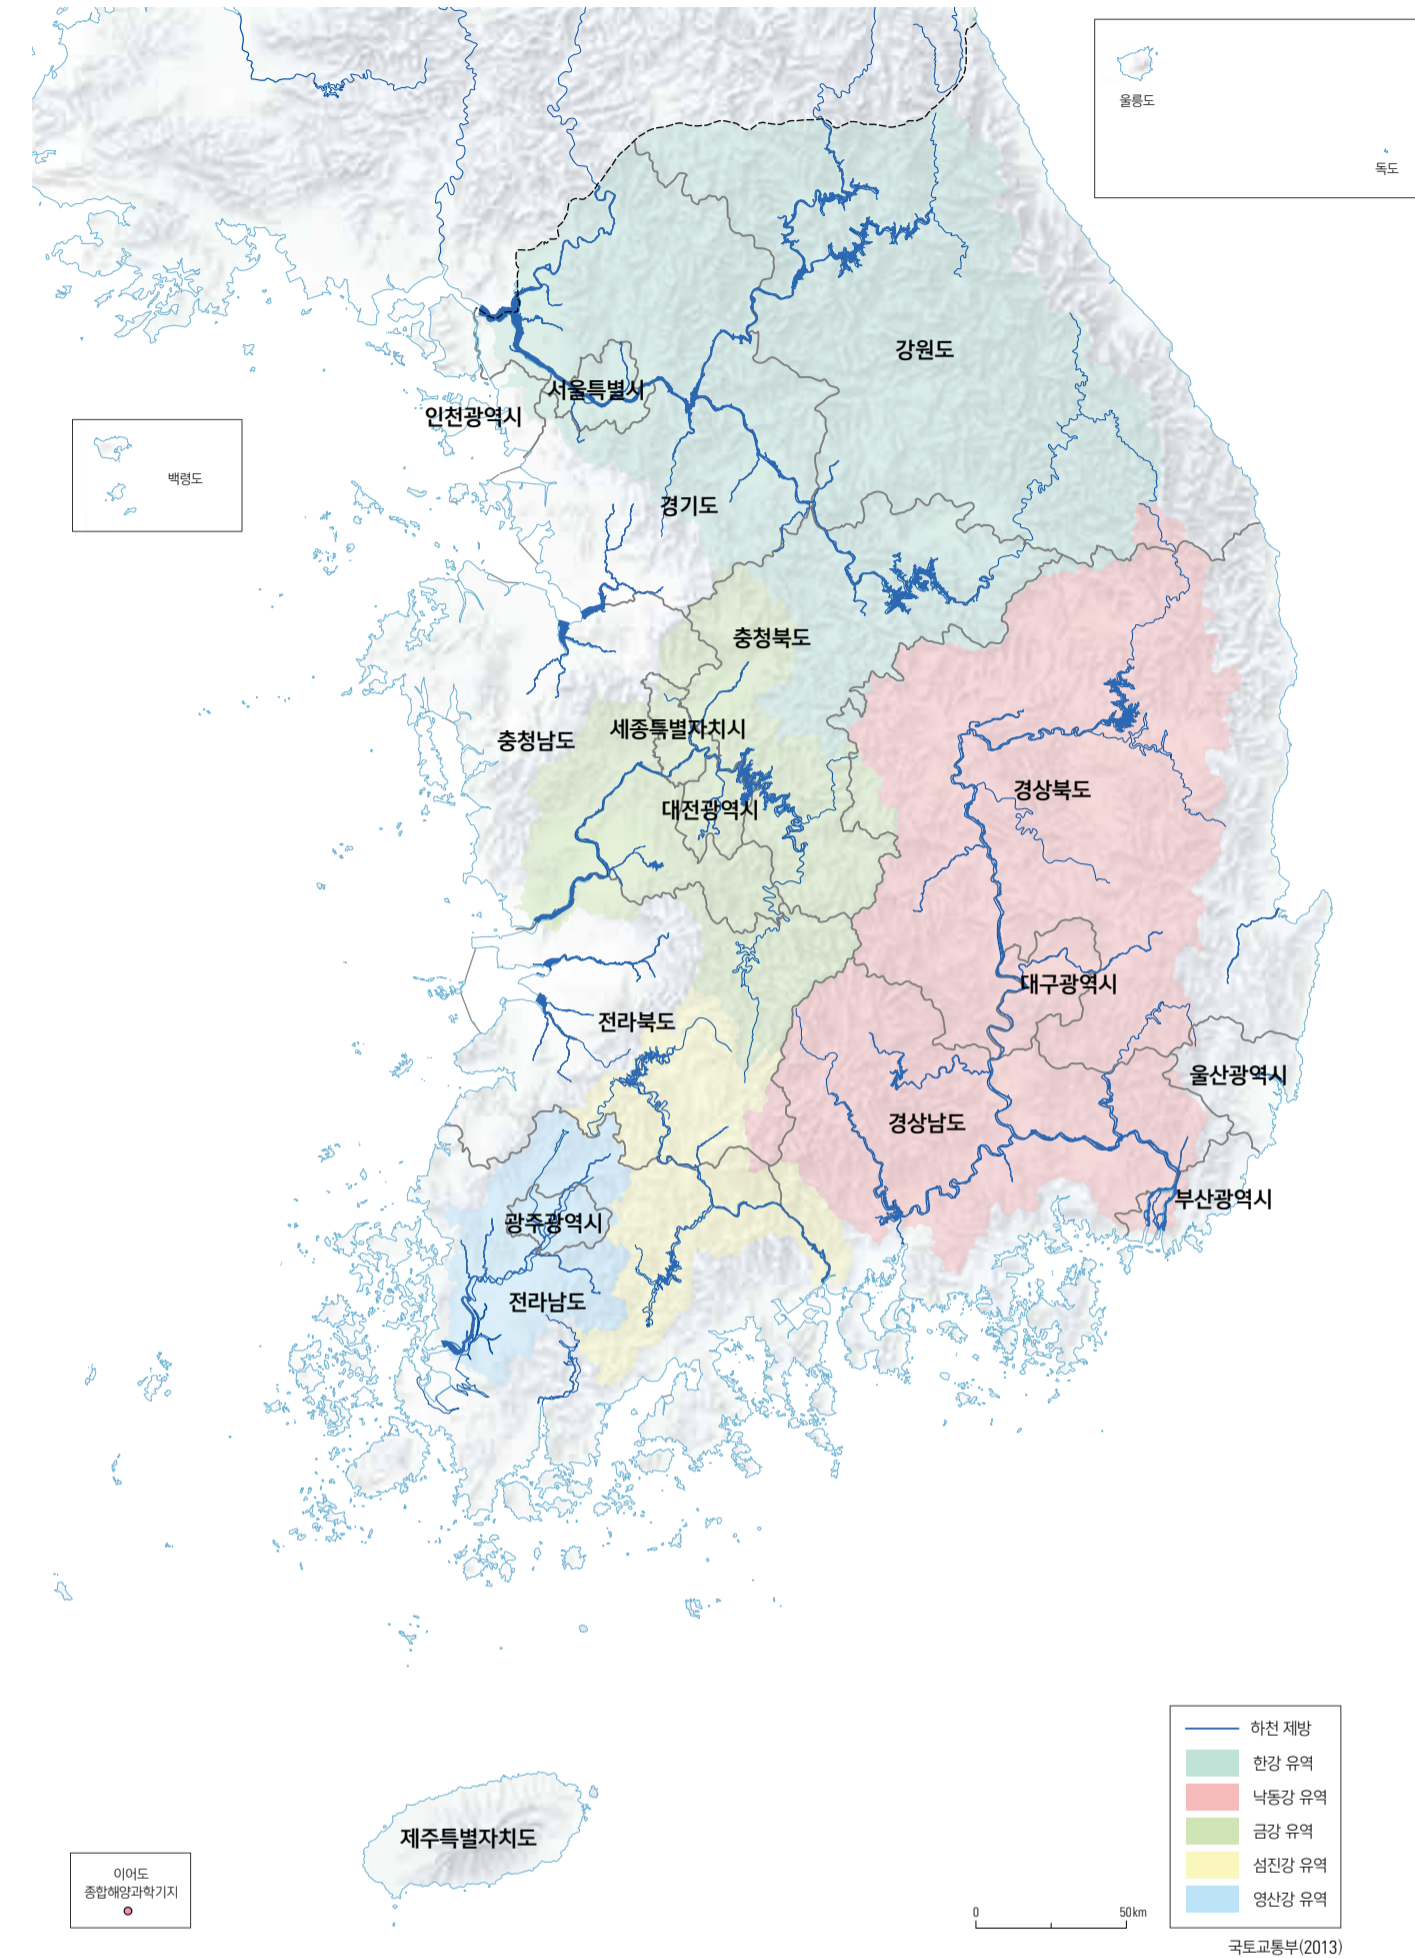 울릉도
독도
강원도
서울특별시
인천광역시
백령도
경기도
충청북도
세종특별자치시
충청남도
경상북도
대전광역시
대구광역시
전라북도
울산광역시
경상남도
부산광역시
광주광역시
전라남도
제주특별자치도
이어도
종합해양과학기지
0 50km
하천 제방
한강 유역
낙동강 유역
금강 유역
섬진강 유역
영산강 유역
국토교통부(2013)